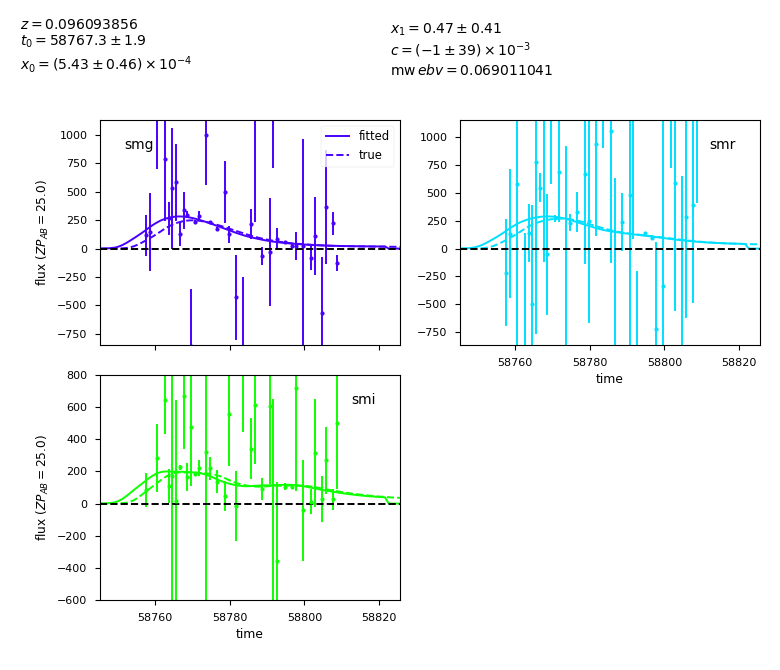 z = 0.096093856
t₀ = 58767.3 ± 1.9
x₀ = (5.43 ± 0.46) × 10⁻⁴
x₁ = 0.47 ± 0.41
c = (−1 ± 39) × 10⁻³
mw ebv = 0.069011041
smg
fitted
true
1000
750
500
250
0
−250
−500
−750
flux (ZP_AB = 25.0)
smr
1000
750
500
250
0
−250
−500
−750
58760 58780 58800 58820
time
smi
800
600
400
200
0
−200
−400
−600
flux (ZP_AB = 25.0)
58760 58780 58800 58820
time